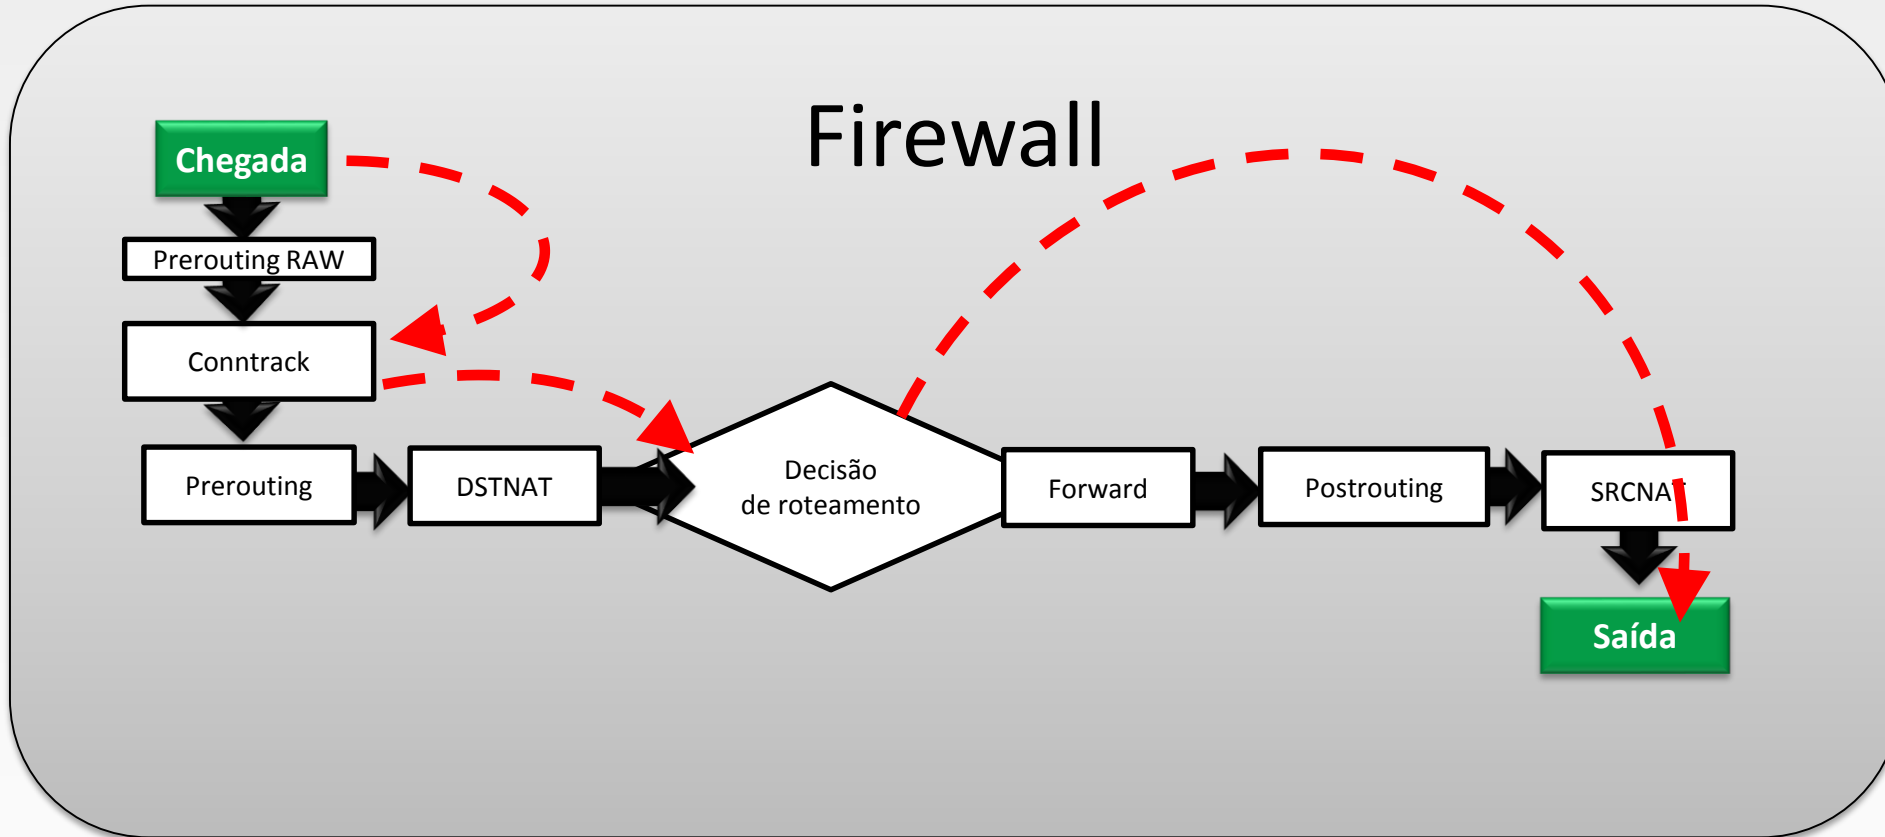 Firewall
Chegada
Prerouting RAW
Conntrack
Prerouting
DSTNAT
Decisão
de roteamento
Forward
Postrouting
SRCNAT
Saída